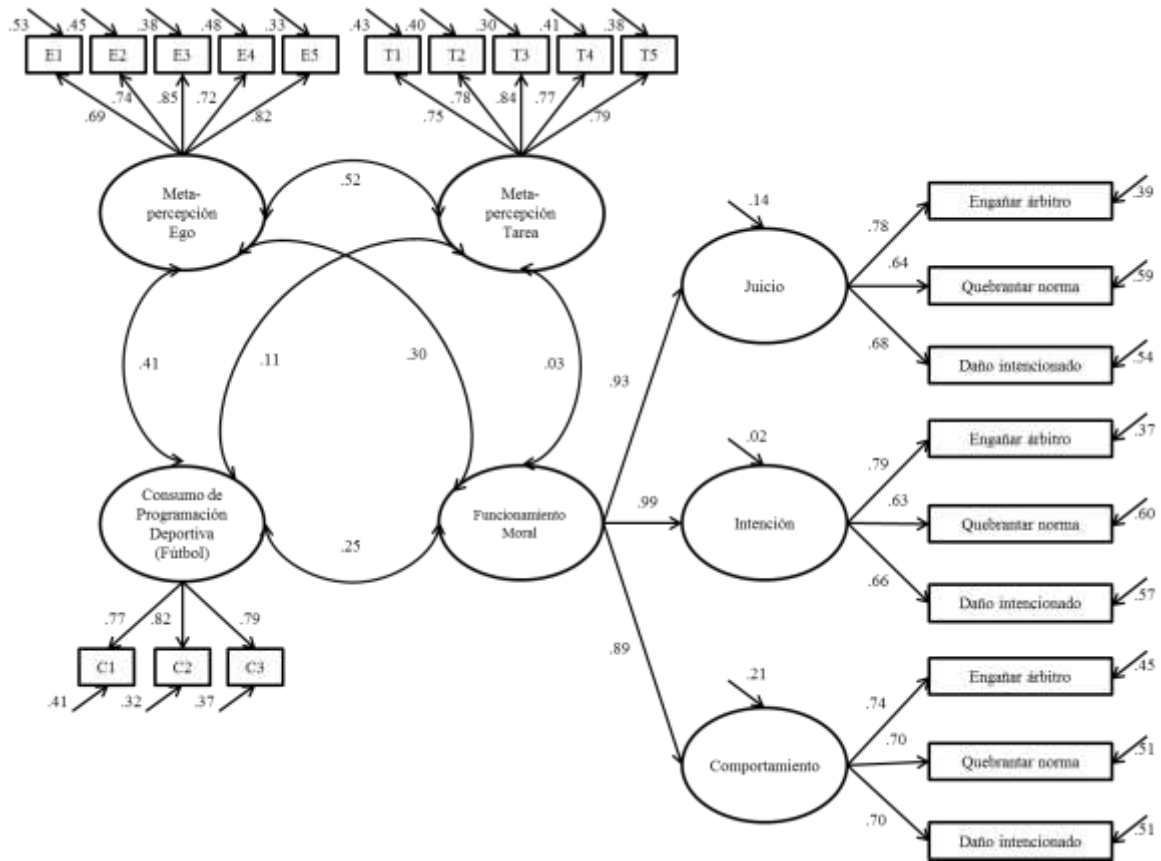 .53 .45 .38 .48 .33 .43 .40 .30 .41 .38
E1 E2 E3 E4 E5 T1 T2 T3 T4 T5
.69 .74 .85 .72 .82 .75 .78 .84 .77 .79
Meta-
percepción
Ego
.52
Meta-
percepción
Tarea
.41
.11
.30
.03
Consumo de
Programación
Deportiva
(Fútbol)
.25
Funcionamiento
Moral
.77 .82 .79
C1 C2 C3
.41 .32 .37
.93
.99
.89
.14
Juicio
.78
.64
.68
Engañar árbitro
.39
Quebrantar norma
.59
Daño intencionado
.54
.02
Intención
.79
.63
.66
Engañar árbitro
.37
Quebrantar norma
.60
Daño intencionado
.57
.21
Comportamiento
.74
.70
.70
Engañar árbitro
.45
Quebrantar norma
.51
Daño intencionado
.51